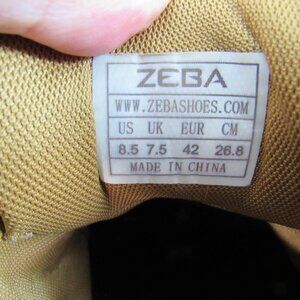 ZEBA
WWW.ZEBASHOES.COM
US UK EUR CM
8.5 7.5 42 26.8
MADE IN CHINA